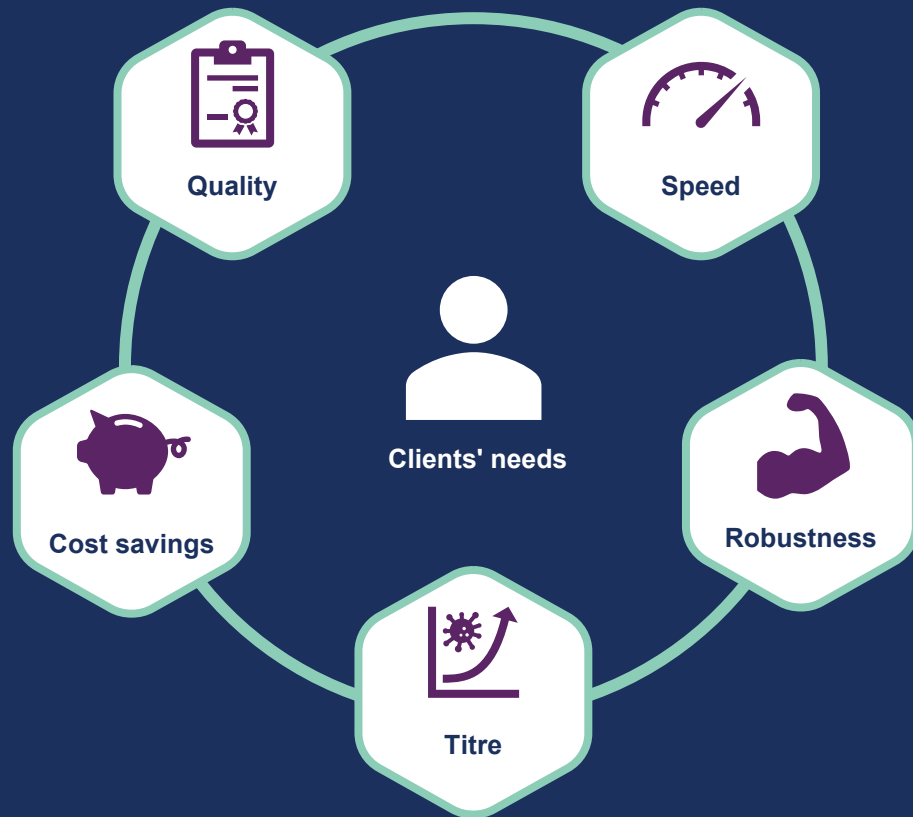 Quality
Speed
Clients' needs
Cost savings
Robustness
Titre